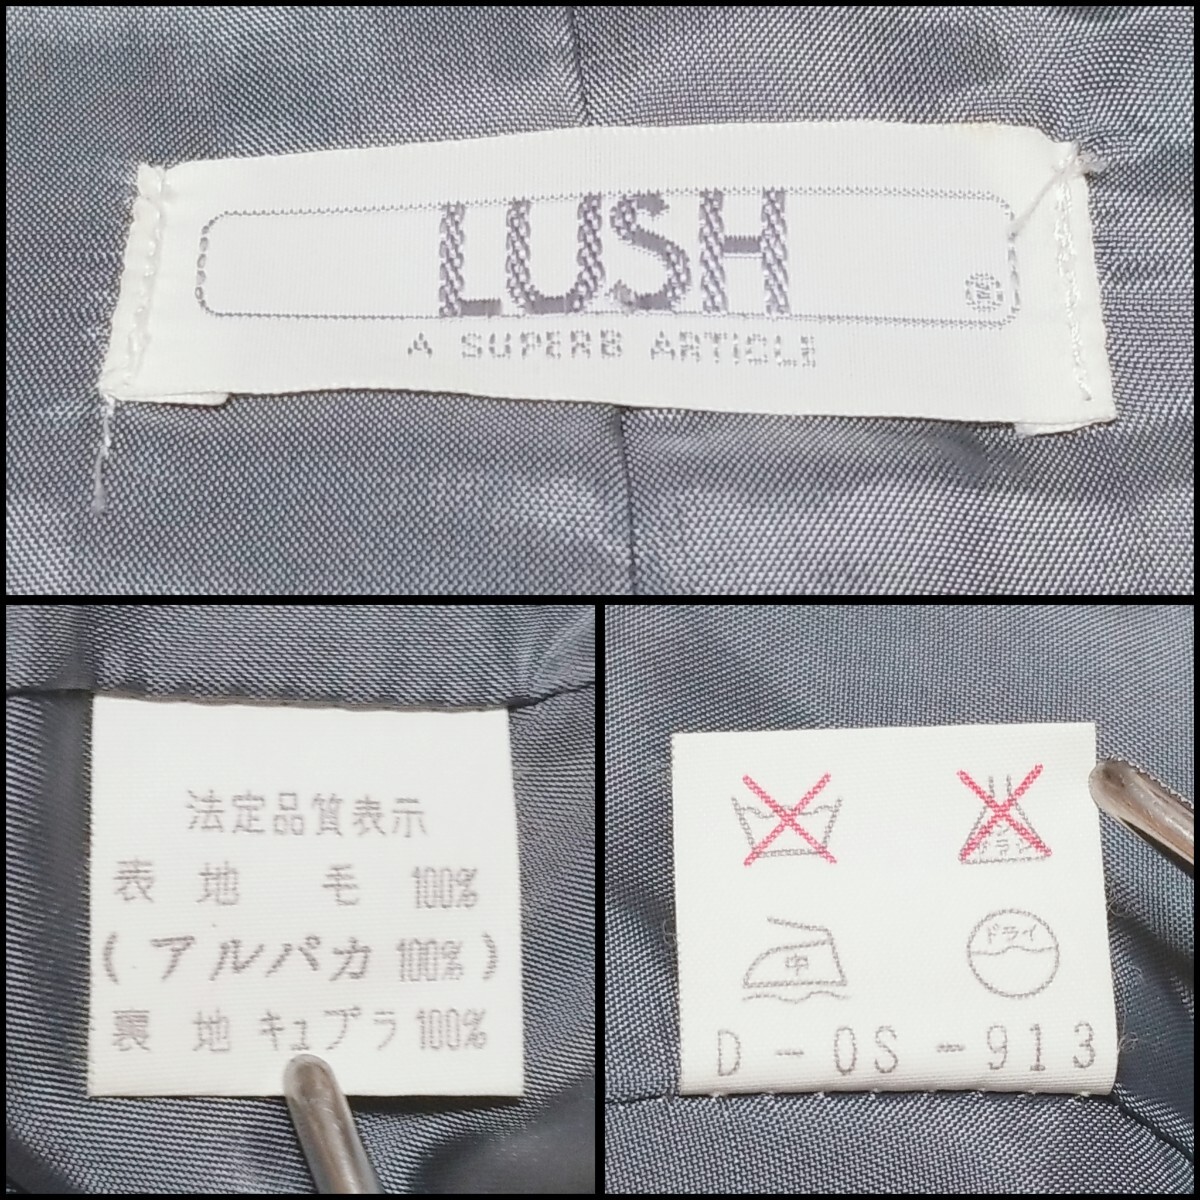 LUSH
A SUPERB ARTICLE
法定品質表示
表地 毛 100%
(アルパカ 100%)
裏地 キュプラ 100%
中 ドライ
D-OS-913